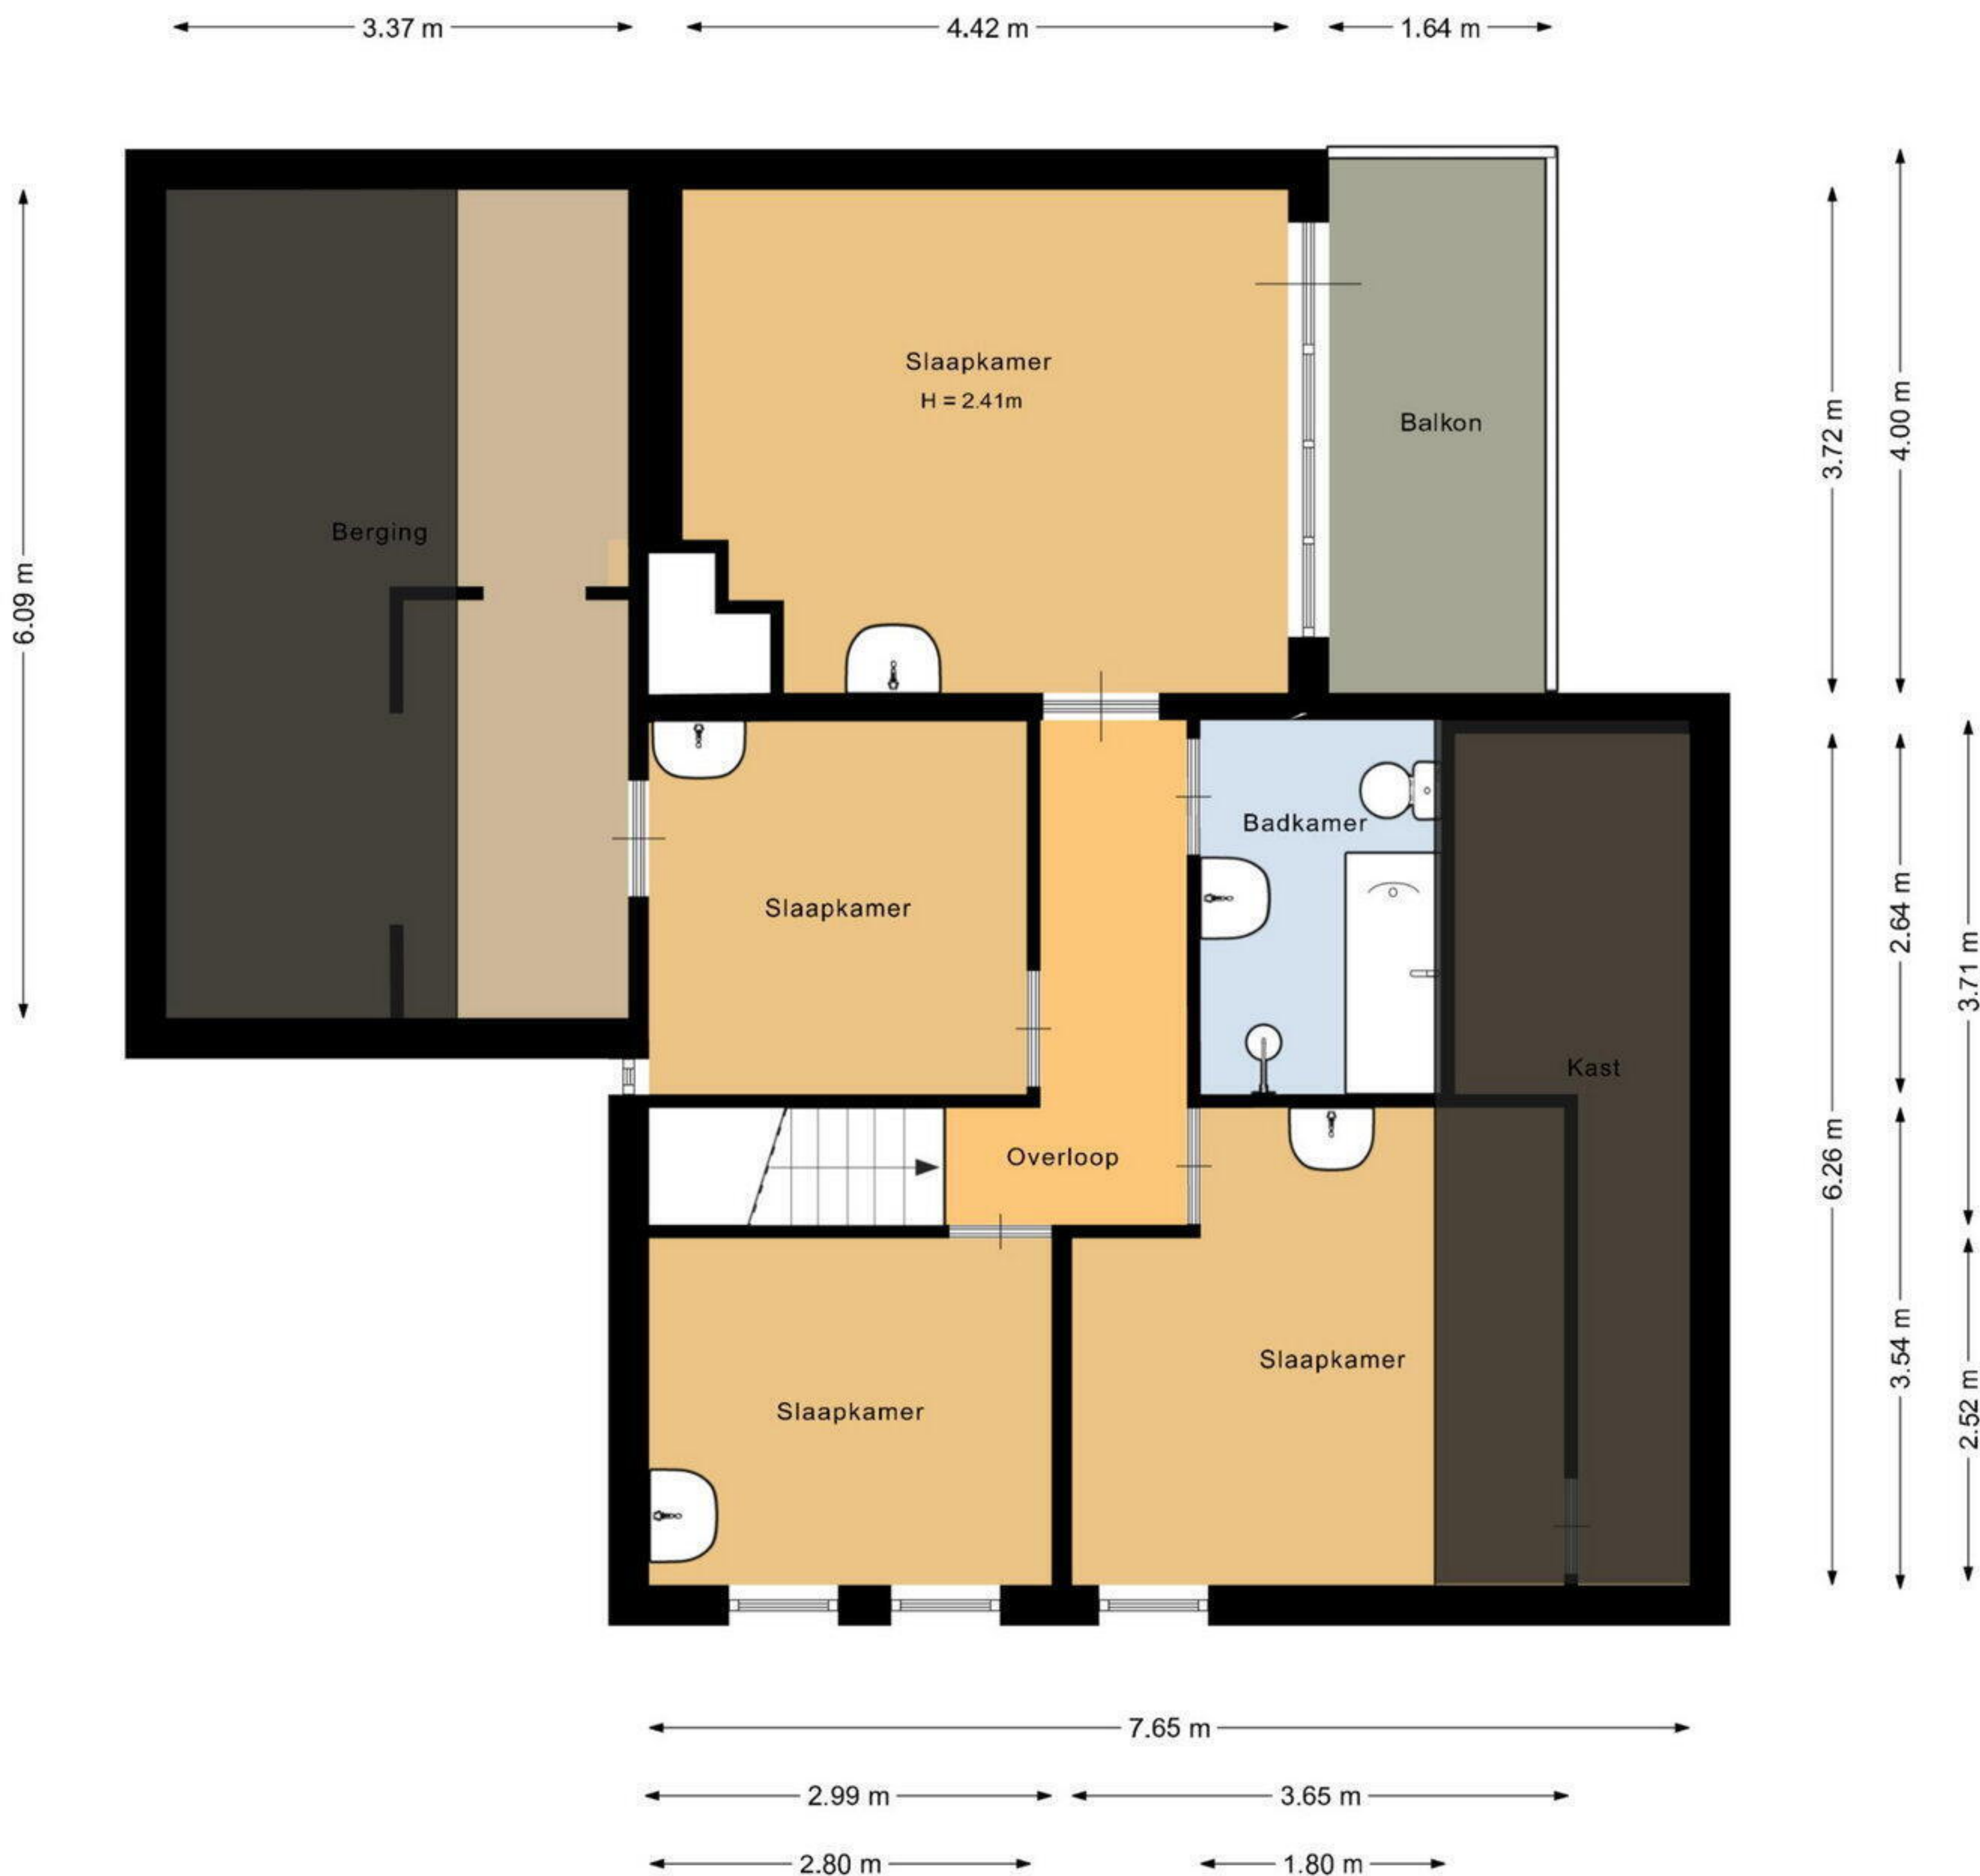 3.37 m
4.42 m
1.64 m
Slaapkamer
H = 2.41m
Balkon
Berging
3.72 m
4.00 m
6.09 m
Badkamer
Slaapkamer
2.64 m
3.71 m
Kast
Overloop
6.26 m
Slaapkamer
3.54 m
Slaapkamer
2.52 m
7.65 m
2.99 m
3.65 m
2.80 m
1.80 m